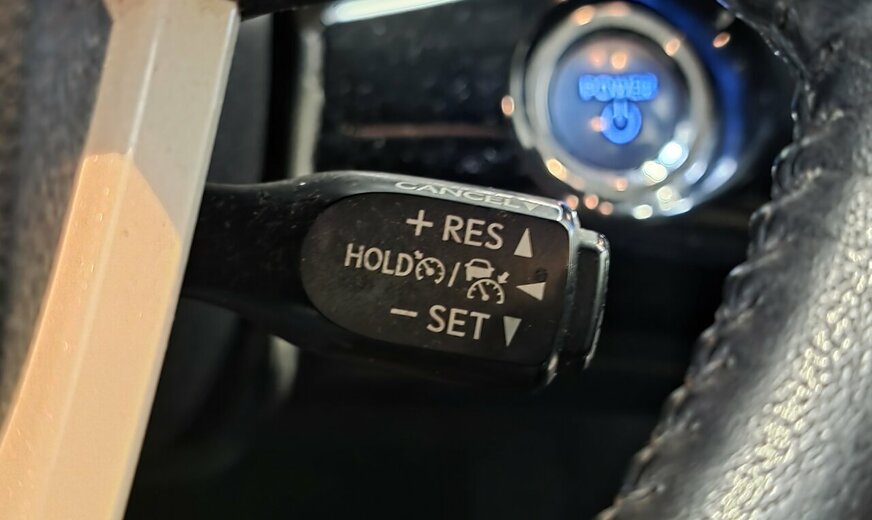 POWER
CANCEL
+ RES
HOLD /
− SET